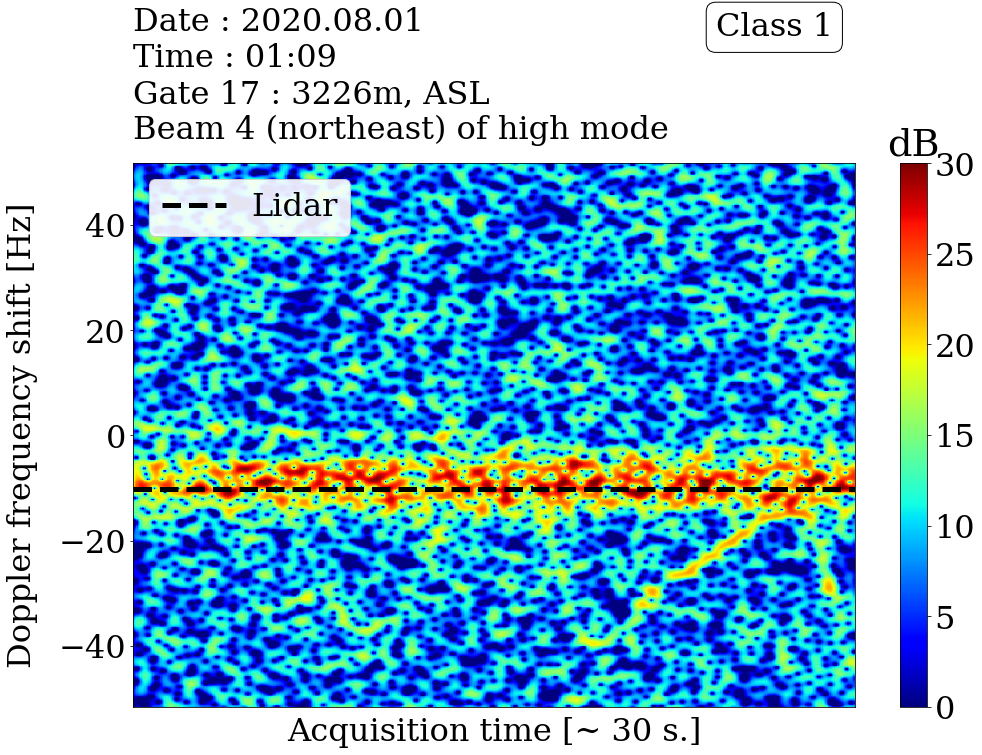 Date : 2020.08.01
Time : 01:09
Gate 17 : 3226m, ASL
Beam 4 (northeast) of high mode
Class 1
dB
Lidar
Doppler frequency shift [Hz]
40
20
0
−20
−40
30
25
20
15
10
5
0
Acquisition time [~ 30 s.]